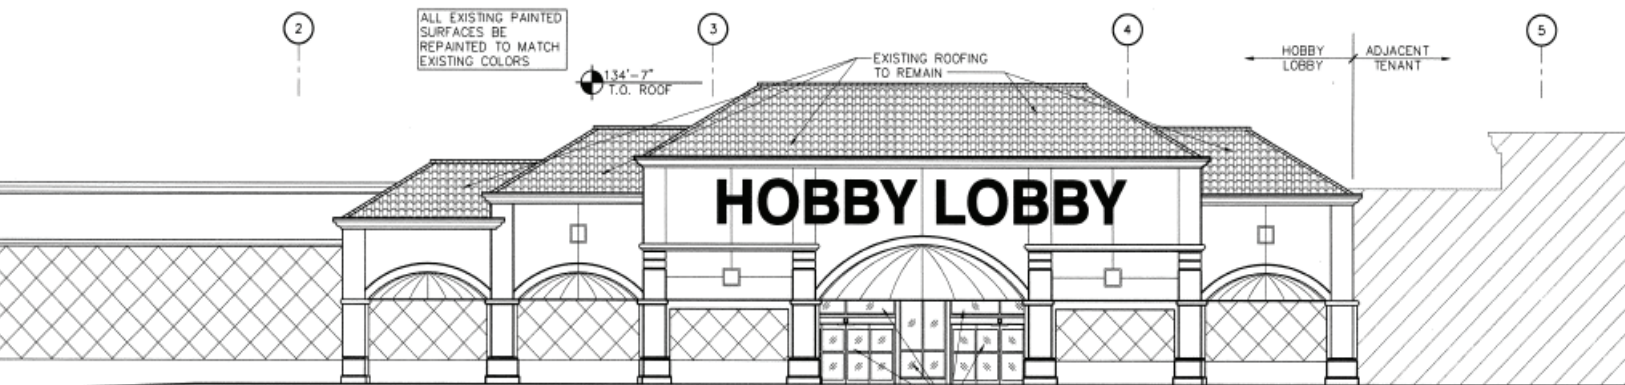 2
ALL EXISTING PAINTED
SURFACES BE
REPAINTED TO MATCH
EXISTING COLORS
3
4
5
HOBBY
LOBBY
ADJACENT
TENANT
EXISTING ROOFING
TO REMAIN
134'-7"
T.O. ROOF
HOBBY LOBBY